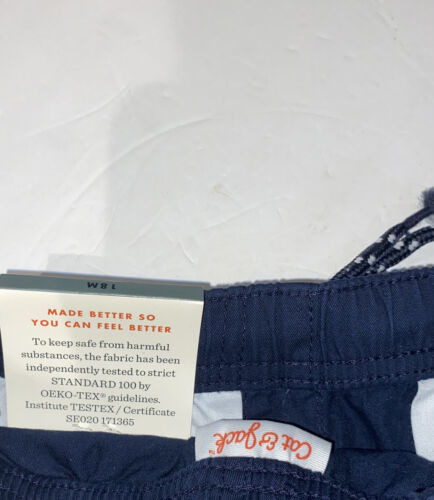 18M
MADE BETTER SO
YOU CAN FEEL BETTER
To keep safe from harmful
substances, the fabric has been
independently tested to strict
STANDARD 100 by
OEKO-TEX® guidelines.
Institute TESTEX / Certificate
SE020 171365
Cat & Jack™